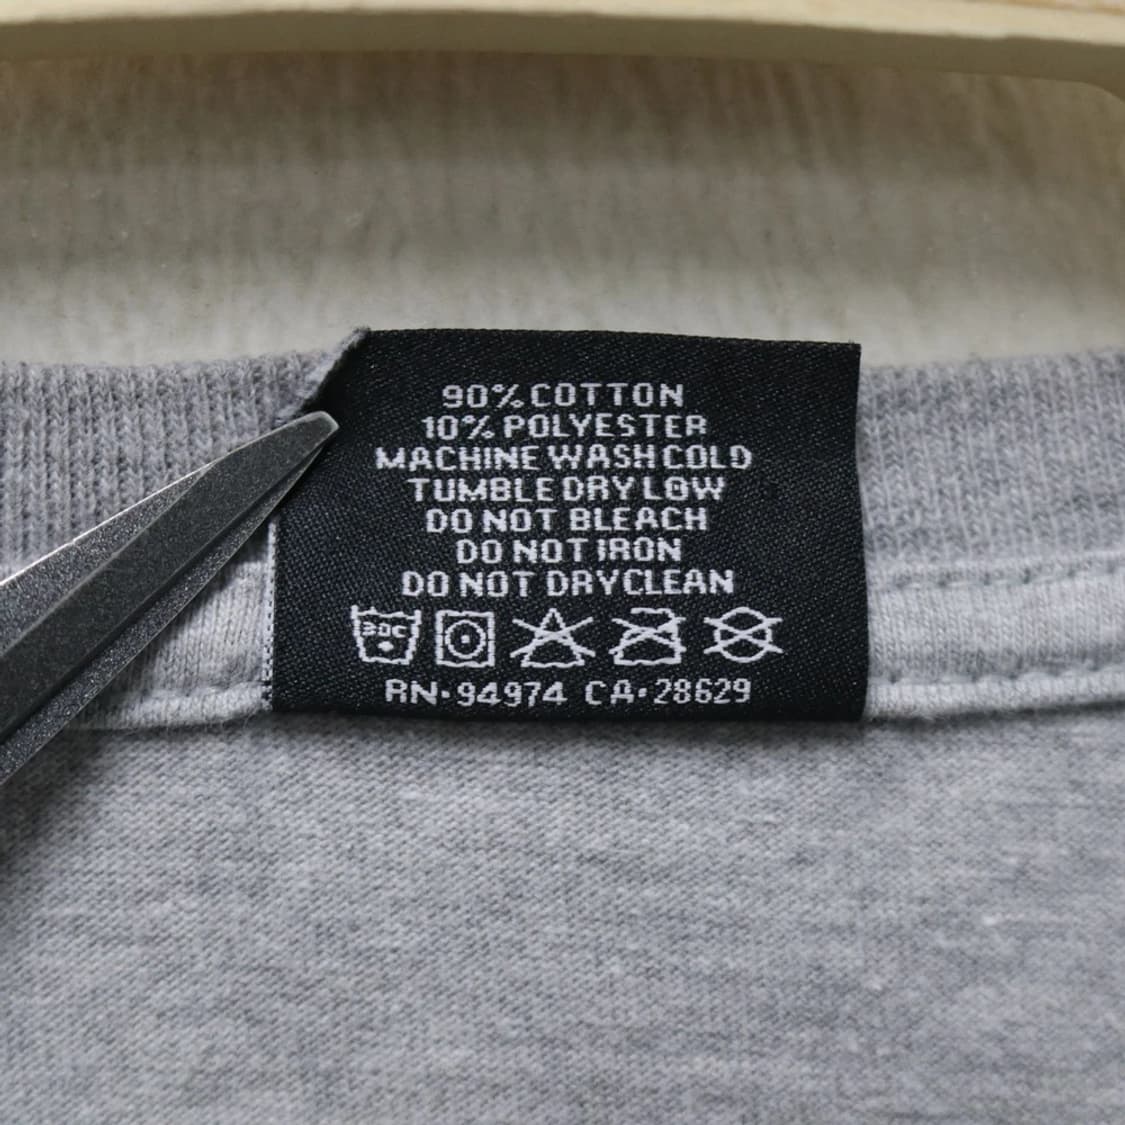 90% COTTON
10% POLYESTER
MACHINE WASH COLD
TUMBLE DRY LOW
DO NOT BLEACH
DO NOT IRON
DO NOT DRYCLEAN
30C
RN·94974 CA·28629